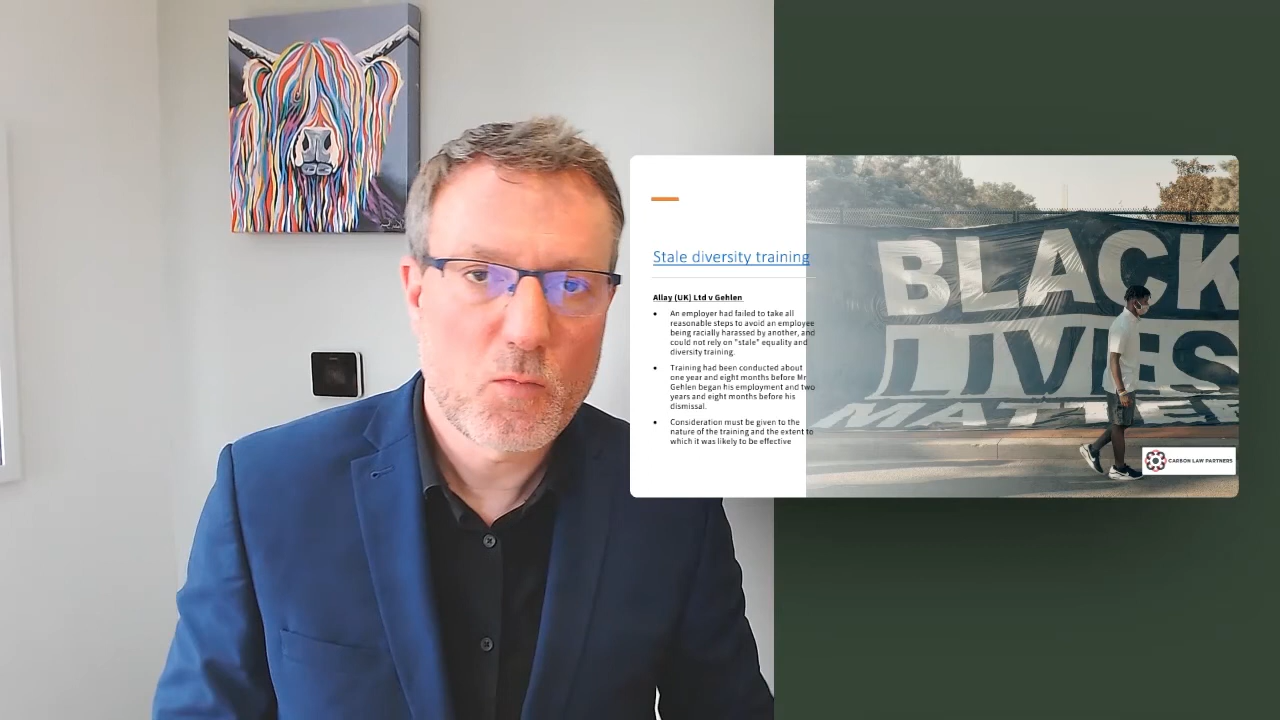 Stale diversity training
Allay (UK) Ltd v Gehlen
• An employer had failed to take all
reasonable steps to avoid an employee
being racially harassed by another, and
could not rely on "stale" equality and
diversity training.
• Training had been conducted about
one year and eight months before Mr
Gehlen began his employment and two
years and eight months before his
dismissal.
• Consideration must be given to the
nature of the training and the extent to
which it was likely to be effective
BLACK
LIVES
MATTER
CARBON LAW PARTNERS